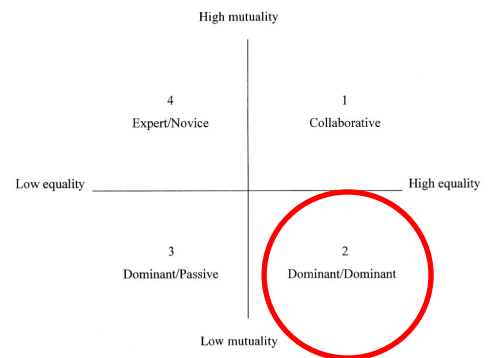 High mutuality
4
Expert/Novice
1
Collaborative
Low equality
High equality
3
Dominant/Passive
2
Dominant/Dominant
Low mutuality